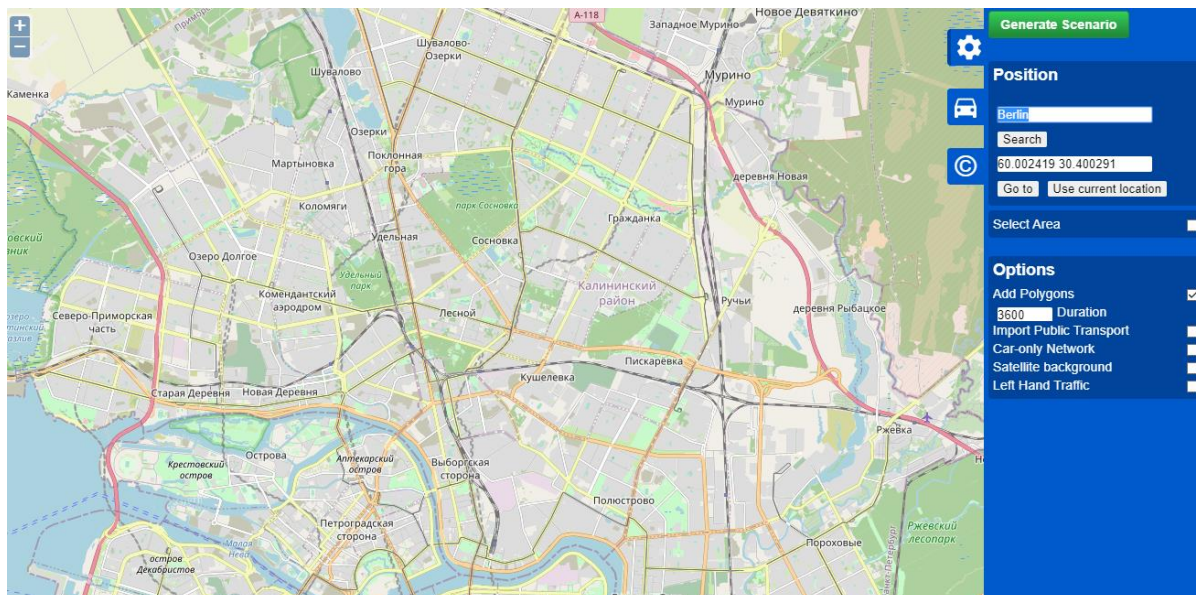 +
−
А-118
Западное Мурино
Новое Девяткино
Шувалово-
Озерки
Шувалово
Мурино
Мурино
Каменка
Озерки
Поклонная
гора
Мартыновка
деревня Новая
Коломяги
парк Сосновка
Гражданка
Удельная
Сосновка
Озеро Долгое
Удельный
парк
Калининский
район
Комендантский
аэродром
Ручьи
деревня Рыбацкое
Северо-Приморская
часть
Лесной
Пискарёвка
Кушелевка
Старая Деревня
Новая Деревня
Ржевка
Острова
Крестовский
остров
Аптекарский
остров
Выборгская
сторона
Полюстрово
Петроградская
сторона
Ржевский
лесопарк
Пороховые
Малая
Нева
остров
Декабристов
Generate Scenario
Position
Berlin
Search
60.002419 30.400291
Go to Use current location
Select Area
Options
Add Polygons
3600 Duration
Import Public Transport
Car-only Network
Satellite background
Left Hand Traffic